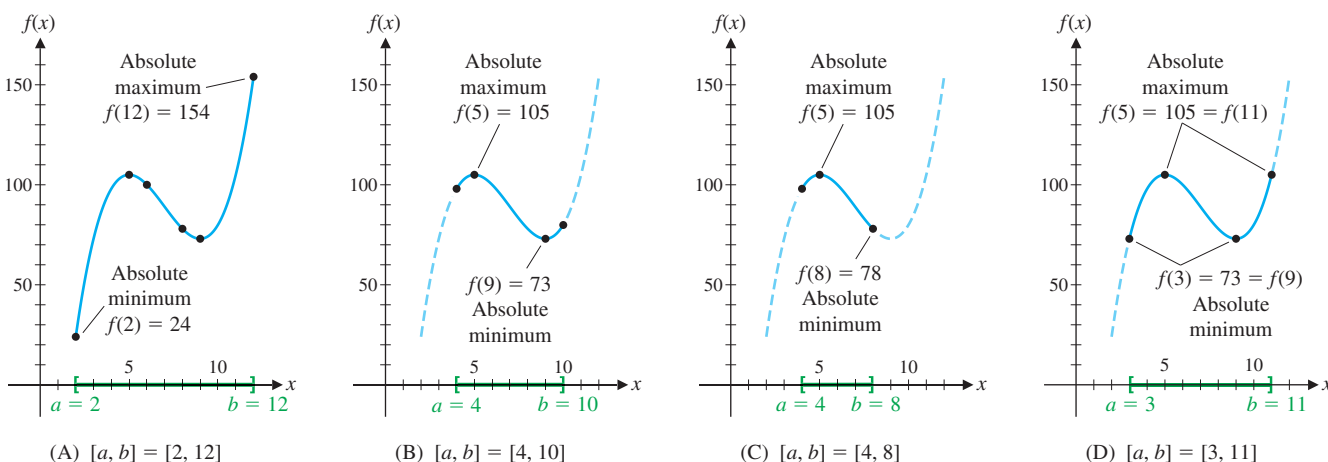 f(x)
Absolute
maximum
f(12) = 154
150
100
50
Absolute
minimum
f(2) = 24
5
10
x
a = 2
b = 12
(A) [a, b] = [2, 12]
f(x)
Absolute
maximum
f(5) = 105
150
100
50
f(9) = 73
Absolute
minimum
5
10
x
a = 4
b = 10
(B) [a, b] = [4, 10]
f(x)
Absolute
maximum
f(5) = 105
150
100
50
f(8) = 78
Absolute
minimum
5
10
x
a = 4
b = 8
(C) [a, b] = [4, 8]
f(x)
Absolute
maximum
f(5) = 105 = f(11)
150
100
50
f(3) = 73 = f(9)
Absolute
minimum
5
10
x
a = 3
b = 11
(D) [a, b] = [3, 11]